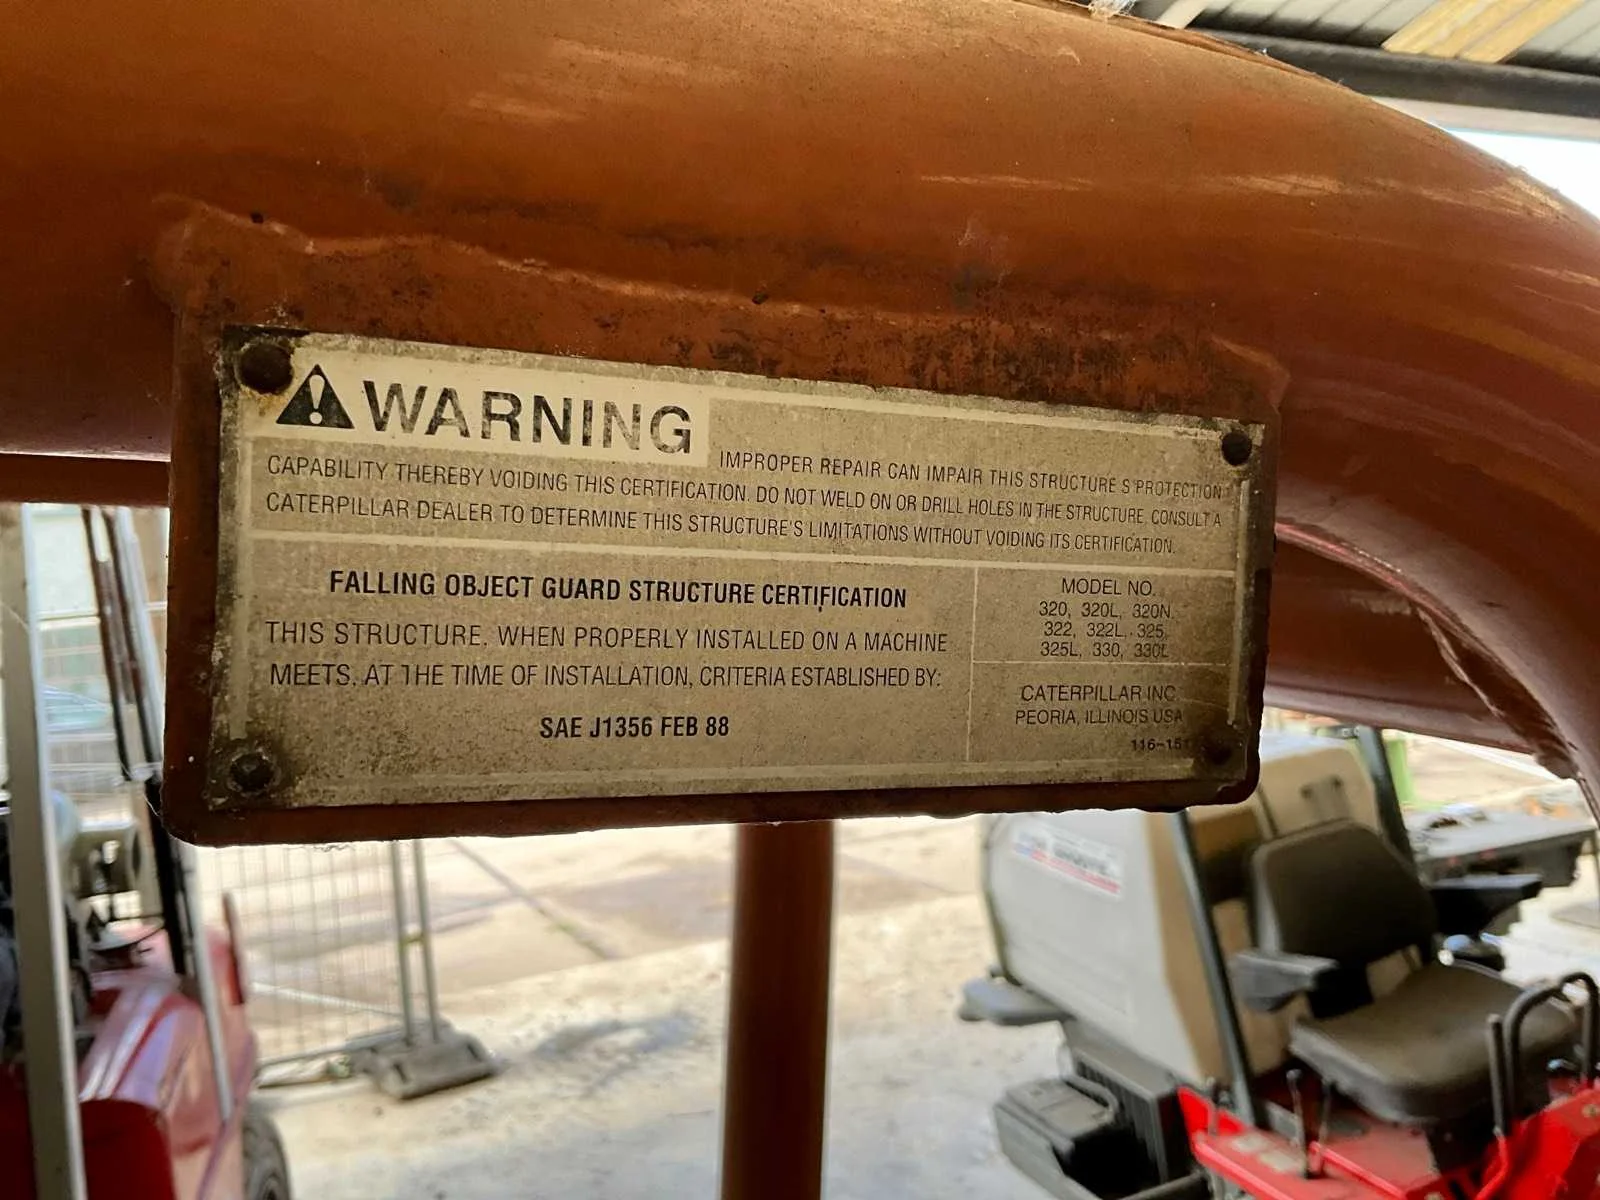 WARNING
IMPROPER REPAIR CAN IMPAIR THIS STRUCTURE'S PROTECTION
CAPABILITY THEREBY VOIDING THIS CERTIFICATION. DO NOT WELD ON OR DRILL HOLES IN THE STRUCTURE. CONSULT A
CATERPILLAR DEALER TO DETERMINE THIS STRUCTURE'S LIMITATIONS WITHOUT VOIDING ITS CERTIFICATION.
FALLING OBJECT GUARD STRUCTURE CERTIFICATION
THIS STRUCTURE. WHEN PROPERLY INSTALLED ON A MACHINE
MEETS. AT THE TIME OF INSTALLATION, CRITERIA ESTABLISHED BY:
SAE J1356 FEB 88
MODEL NO.
320, 320L, 320N,
322, 322L, 325,
325L, 330, 330L
CATERPILLAR INC.
PEORIA, ILLINOIS USA